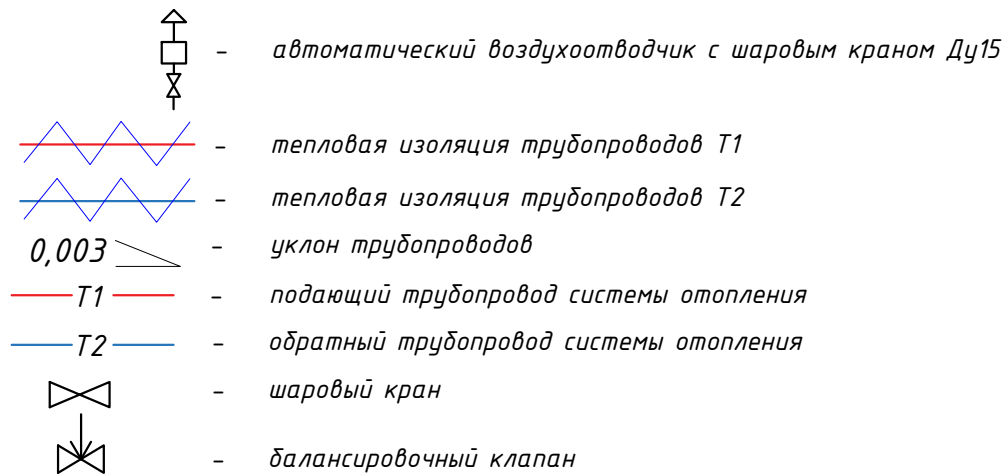 - автоматический воздухоотводчик с шаровым краном Ду15
- тепловая изоляция трубопроводов Т1
- тепловая изоляция трубопроводов Т2
0,003 - уклон трубопроводов
Т1 - подающий трубопровод системы отопления
Т2 - обратный трубопровод системы отопления
- шаровый кран
- балансировочный клапан